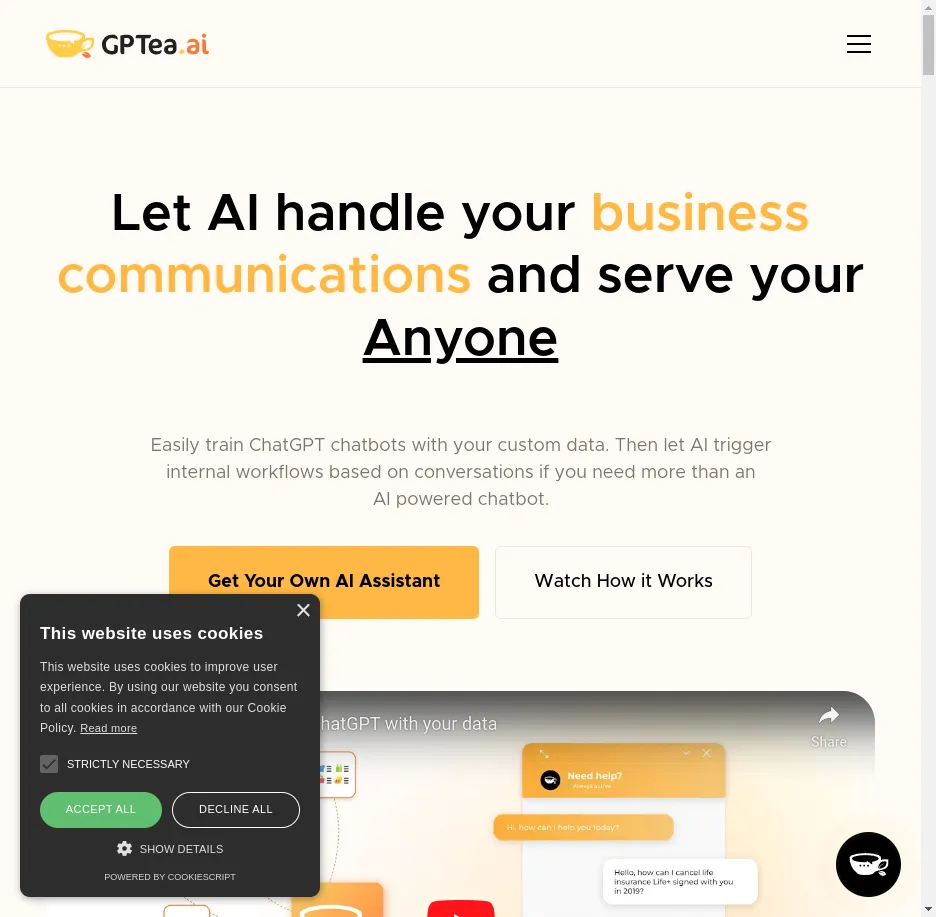 GPTea.ai
Let AI handle your business
communications and serve your
Anyone
Easily train ChatGPT chatbots with your custom data. Then let AI trigger
internal workflows based on conversations if you need more than an
AI powered chatbot.
Get Your Own AI Assistant
Watch How it Works
This website uses cookies
This website uses cookies to improve user
experience. By using our website you consent
to all cookies in accordance with our Cookie
Policy. Read more
STRICTLY NECESSARY
ACCEPT ALL
DECLINE ALL
SHOW DETAILS
POWERED BY COOKIESCRIPT
hatGPT with your data
Share
Need help?
Hi, how can I help you today?
Hello, how can I cancel life
insurance Life+ signed with you
in 2019?